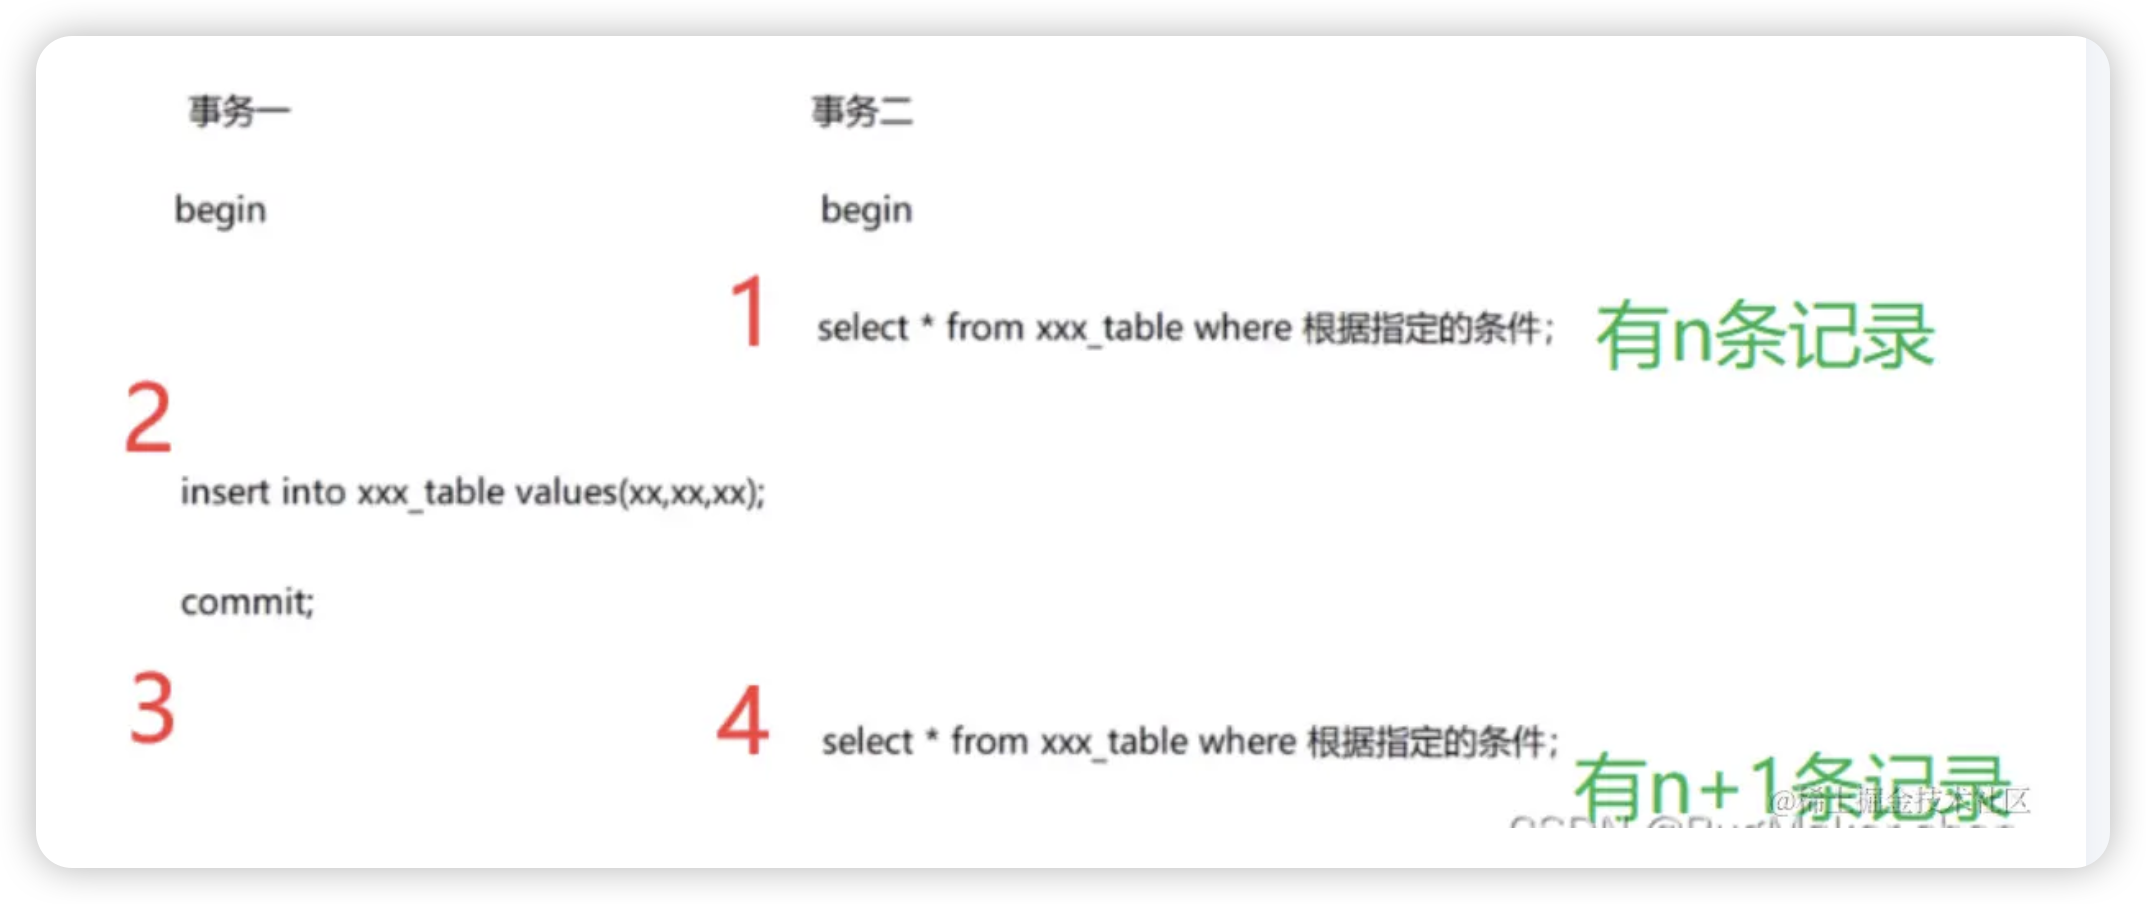 事务一
事务二
begin
begin
1
select * from xxx_table where 根据指定的条件;
有n条记录
2
insert into xxx_table values(xx,xx,xx);
commit;
3
4
select * from xxx_table where 根据指定的条件;
有n+1条记录
@稀土掘金技术社区
CSDN